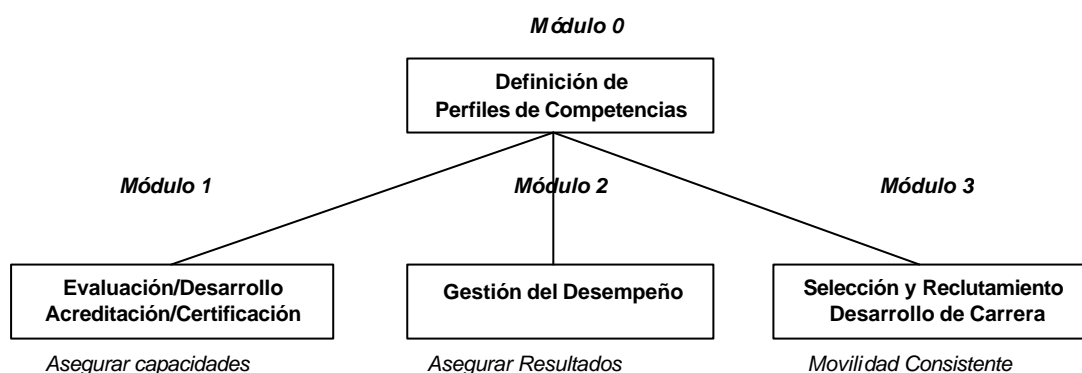 Módulo 0
Definición de
Perfiles de Competencias
Módulo 1
Módulo 2
Módulo 3
Evaluación/Desarrollo
Acreditación/Certificación
Gestión del Desempeño
Selección y Reclutamiento
Desarrollo de Carrera
Asegurar capacidades
Asegurar Resultados
Movilidad Consistente